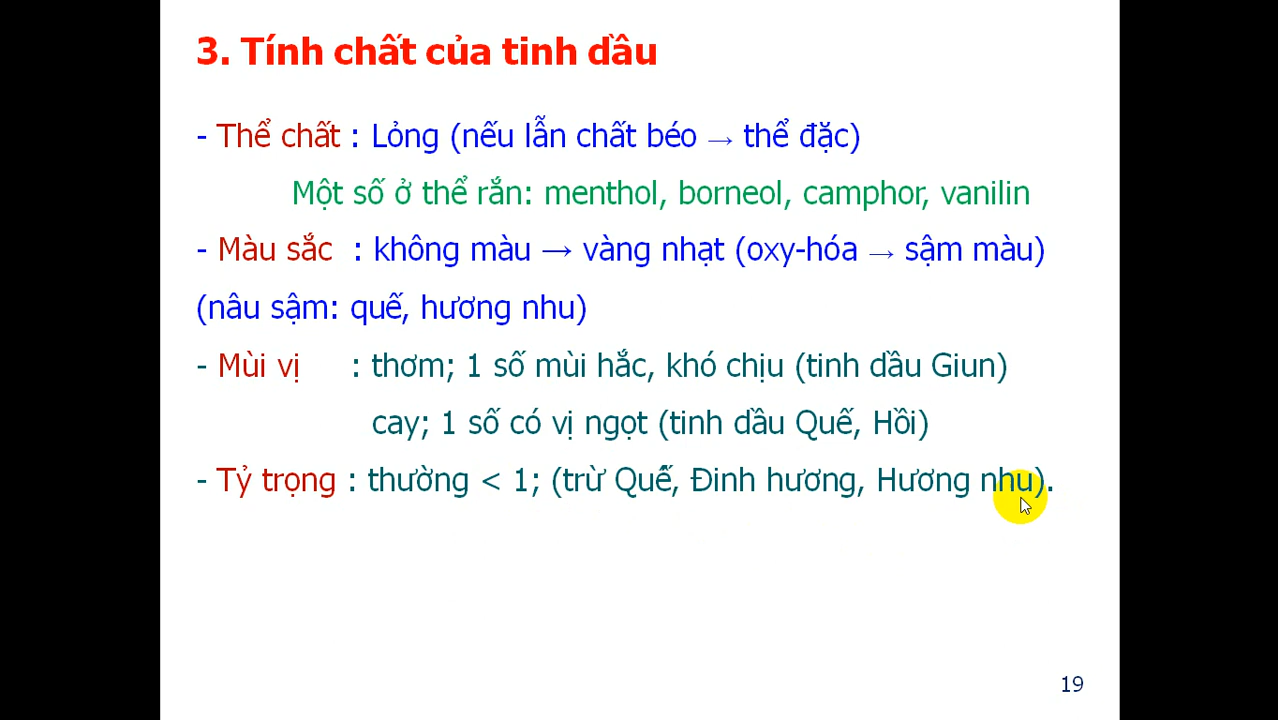 3. Tính chất của tinh dầu
- Thể chất : Lỏng (nếu lẫn chất béo → thể đặc)
Một số ở thể rắn: menthol, borneol, camphor, vanilin
- Màu sắc : không màu → vàng nhạt (oxy-hóa → sậm màu)
(nâu sậm: quế, hương nhu)
- Mùi vị : thơm; 1 số mùi hắc, khó chịu (tinh dầu Giun)
cay; 1 số có vị ngọt (tinh dầu Quế, Hồi)
- Tỷ trọng : thường < 1; (trừ Quế, Đinh hương, Hương nhu).
19